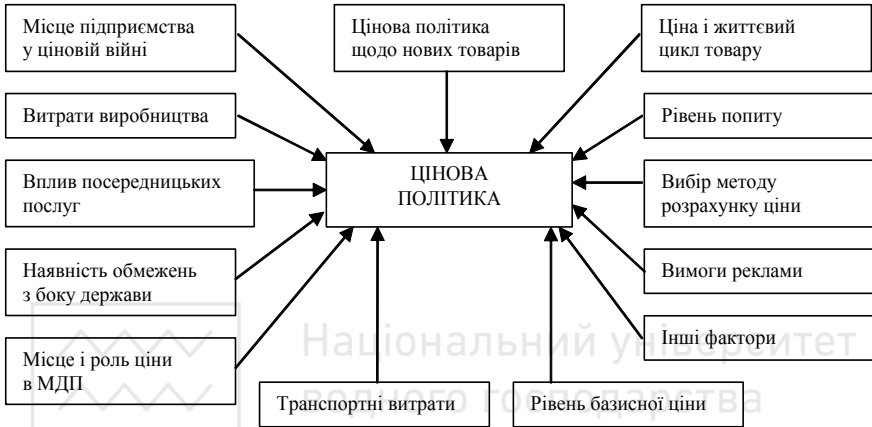 Місце підприємства
у ціновій війні
Цінова політика
щодо нових товарів
Ціна і життєвий
цикл товару
Витрати виробництва
Рівень попиту
ЦІНОВА
ПОЛІТИКА
Вплив посередницьких
послуг
Вибір методу
розрахунку ціни
Наявність обмежень
з боку держави
Вимоги реклами
Місце і роль ціни
в МДП
Інші фактори
Транспортні витрати
Рівень базисної ціни
Національний університет
водного господарства